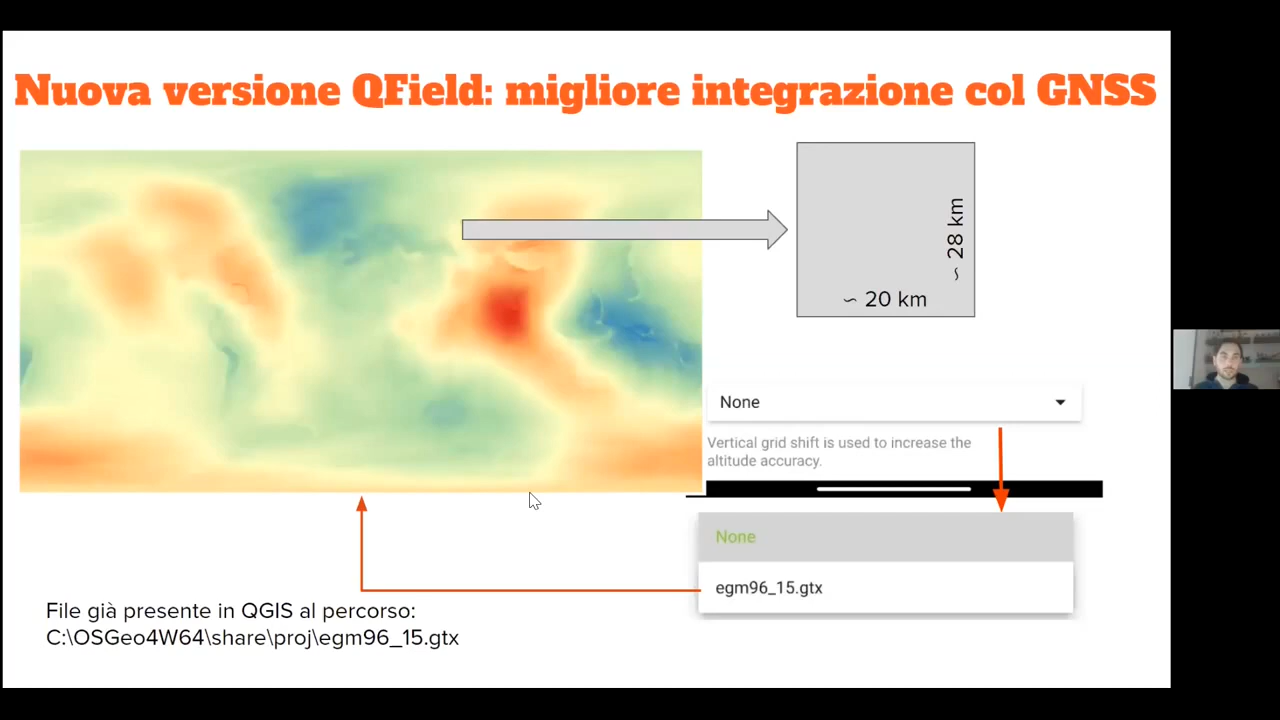 Nuova versione QField: migliore integrazione col GNSS
~ 28 km
~ 20 km
None
Vertical grid shift is used to increase the
altitude accuracy.
None
egm96_15.gtx
File già presente in QGIS al percorso:
C:\OSGeo4W64\share\proj\egm96_15.gtx